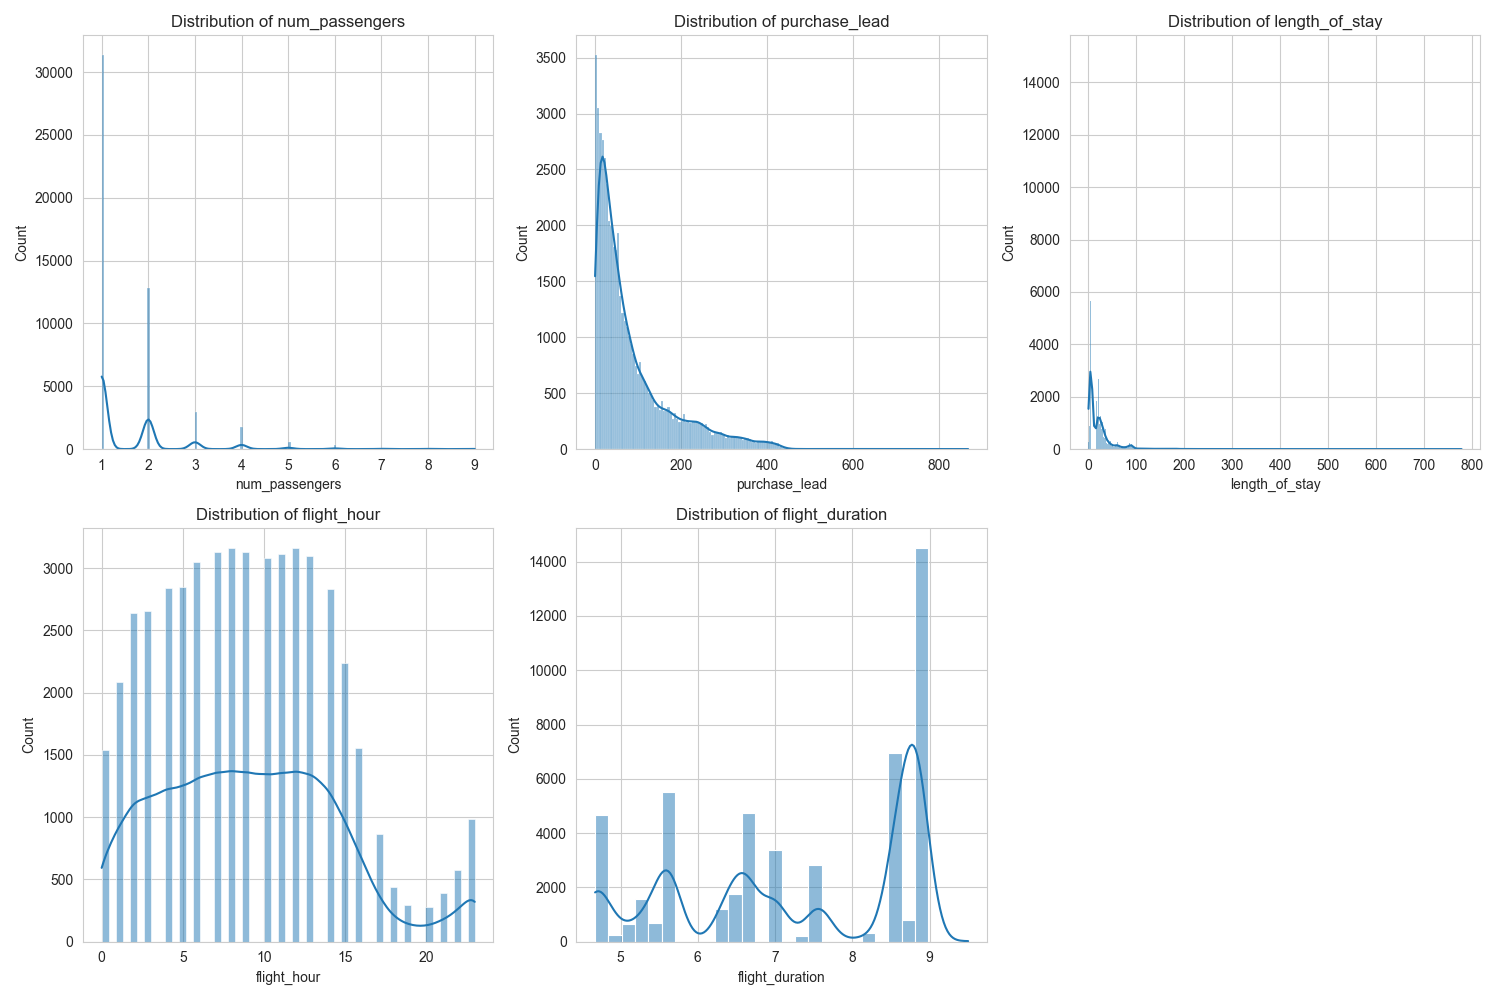 Distribution of num_passengers
30000
25000
20000
15000
10000
5000
0
Count
1 2 3 4 5 6 7 8 9
num_passengers
Distribution of purchase_lead
3500
3000
2500
2000
1500
1000
500
0
Count
0 200 400 600 800
purchase_lead
Distribution of length_of_stay
14000
12000
10000
8000
6000
4000
2000
0
Count
0 100 200 300 400 500 600 700 800
length_of_stay
Distribution of flight_hour
3000
2500
2000
1500
1000
500
0
Count
0 5 10 15 20
flight_hour
Distribution of flight_duration
14000
12000
10000
8000
6000
4000
2000
0
Count
5 6 7 8 9
flight_duration